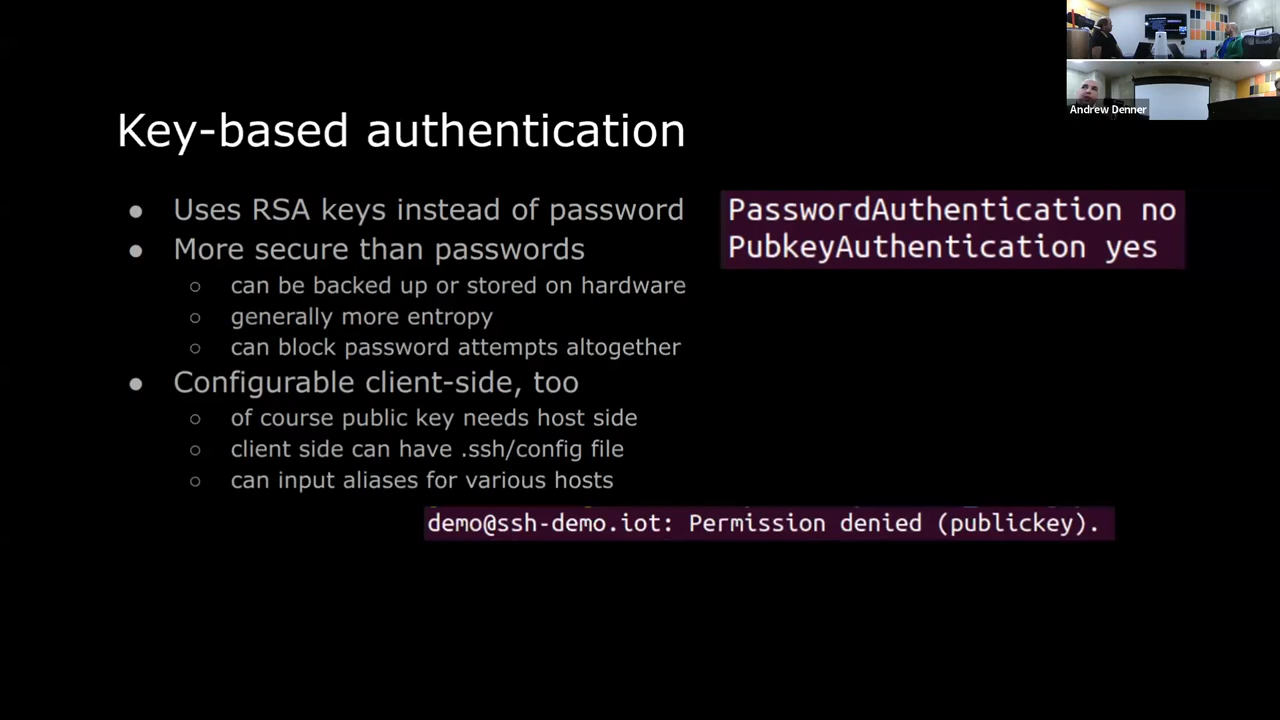 Andrew Denner
Key-based authentication
● Uses RSA keys instead of password
● More secure than passwords
○ can be backed up or stored on hardware
○ generally more entropy
○ can block password attempts altogether
● Configurable client-side, too
○ of course public key needs host side
○ client side can have .ssh/config file
○ can input aliases for various hosts
PasswordAuthentication no
PubkeyAuthentication yes
demo@ssh-demo.iot: Permission denied (publickey).